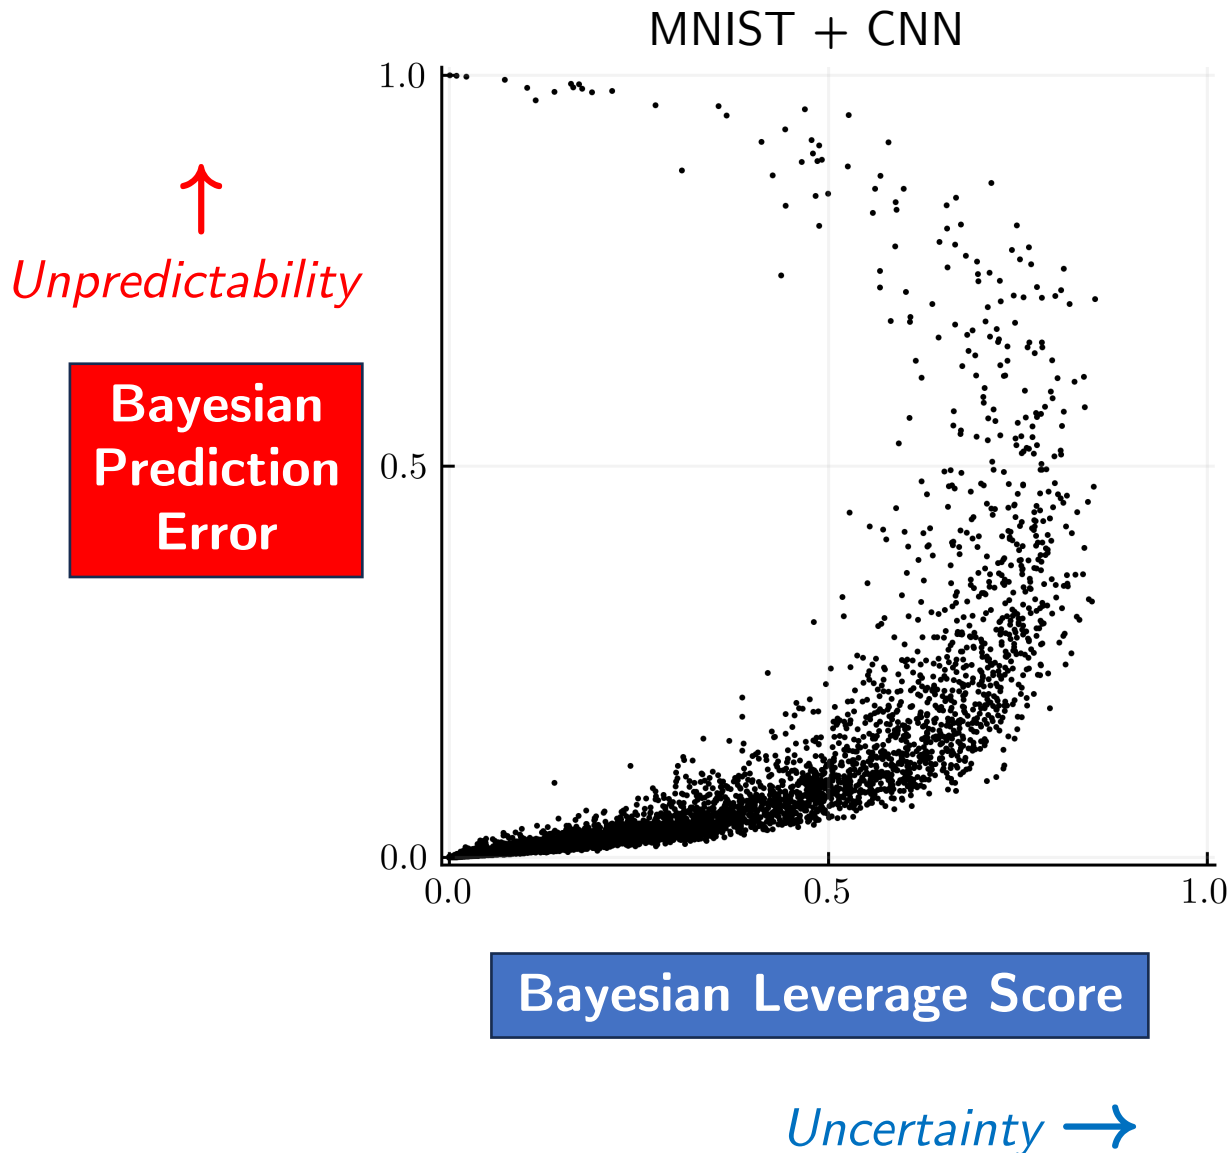 MNIST + CNN
1.0
Unpredictability
Bayesian
Prediction
Error
0.5
0.0
0.0 0.5 1.0
Bayesian Leverage Score
Uncertainty